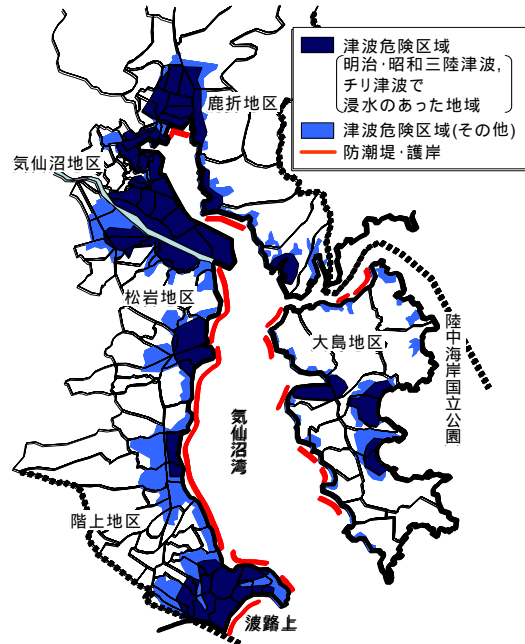 津波危険区域
明治・昭和三陸津波,
チリ津波で
浸水のあった地域
津波危険区域(その他)
防潮堤・護岸
鹿折地区
気仙沼地区
松岩地区
大島地区
陸中海岸国立公園
気仙沼湾
階上地区
波路上